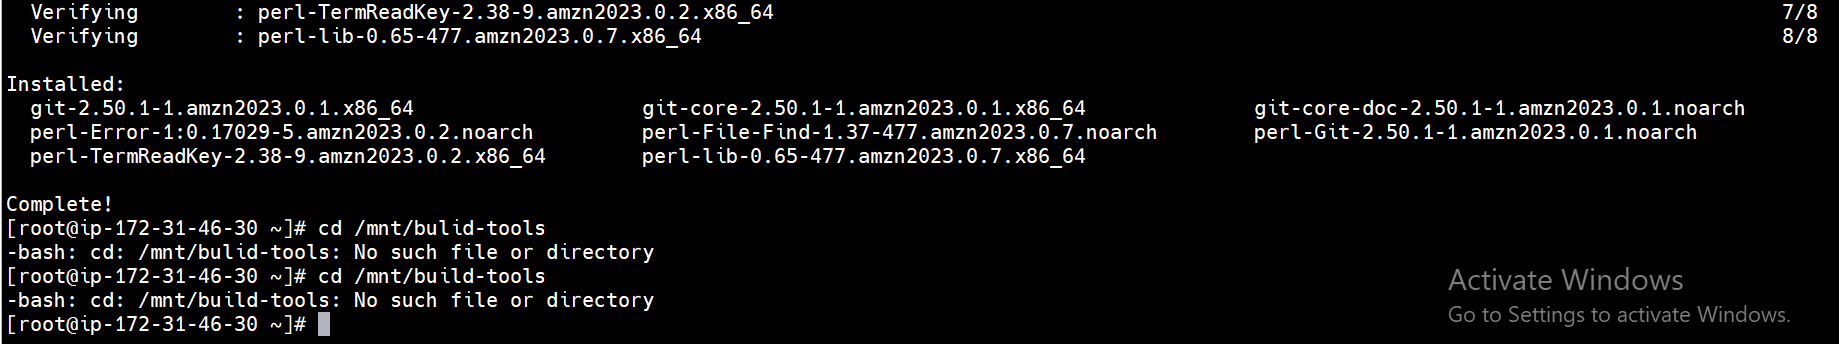 Verifying : perl-TermReadKey-2.38-9.amzn2023.0.2.x86_64 7/8
Verifying : perl-lib-0.65-477.amzn2023.0.7.x86_64 8/8
Installed:
git-2.50.1-1.amzn2023.0.1.x86_64 git-core-2.50.1-1.amzn2023.0.1.x86_64 git-core-doc-2.50.1-1.amzn2023.0.1.noarch
perl-Error-1:0.17029-5.amzn2023.0.2.noarch perl-File-Find-1.37-477.amzn2023.0.7.noarch perl-Git-2.50.1-1.amzn2023.0.1.noarch
perl-TermReadKey-2.38-9.amzn2023.0.2.x86_64 perl-lib-0.65-477.amzn2023.0.7.x86_64
Complete!
[root@ip-172-31-46-30 ~]# cd /mnt/bulid-tools
-bash: cd: /mnt/bulid-tools: No such file or directory
[root@ip-172-31-46-30 ~]# cd /mnt/build-tools
-bash: cd: /mnt/build-tools: No such file or directory
[root@ip-172-31-46-30 ~]#
Activate Windows
Go to Settings to activate Windows.